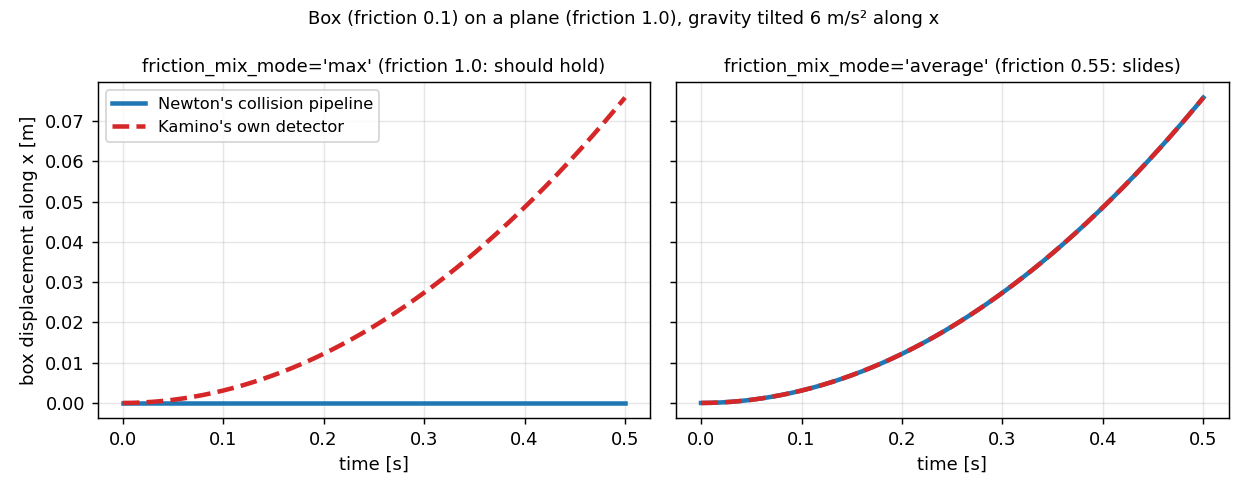 Box (friction 0.1) on a plane (friction 1.0), gravity tilted 6 m/s² along x
friction_mix_mode='max' (friction 1.0: should hold)
friction_mix_mode='average' (friction 0.55: slides)
Newton's collision pipeline
Kamino's own detector
box displacement along x [m]
0.07
0.06
0.05
0.04
0.03
0.02
0.01
0.00
0.0 0.1 0.2 0.3 0.4 0.5
0.0 0.1 0.2 0.3 0.4 0.5
time [s]
time [s]